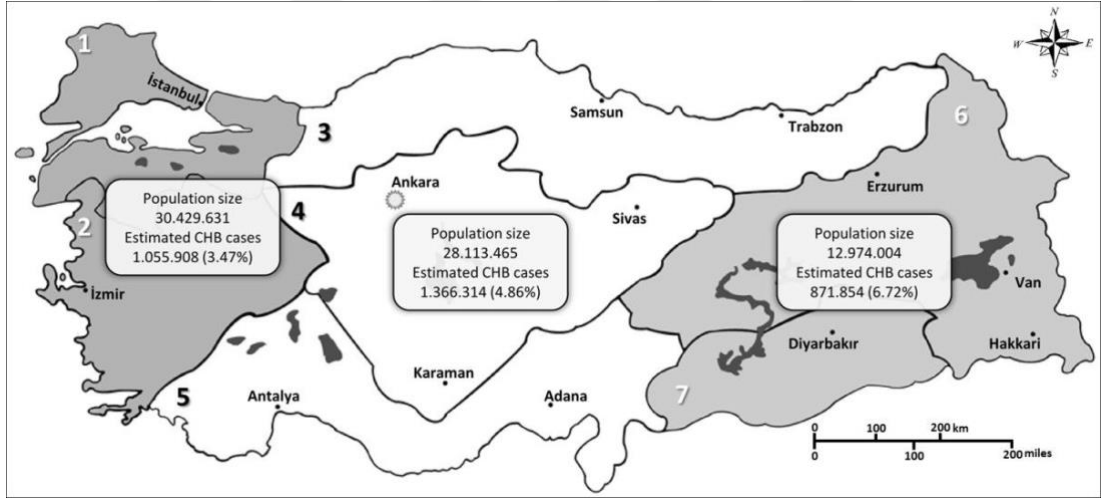 N
W
E
S
1
İstanbul
3
Samsun
Trabzon
6
Ankara
Erzurum
Population size
30.429.631
Estimated CHB cases
1.055.908 (3.47%)
2
4
Sivas
Population size
28.113.465
Estimated CHB cases
1.366.314 (4.86%)
Population size
12.974.004
Estimated CHB cases
871.854 (6.72%)
Van
İzmir
Diyarbakır
Hakkari
Karaman
5
Antalya
Adana
7
0 100 200 km
0 100 200 miles